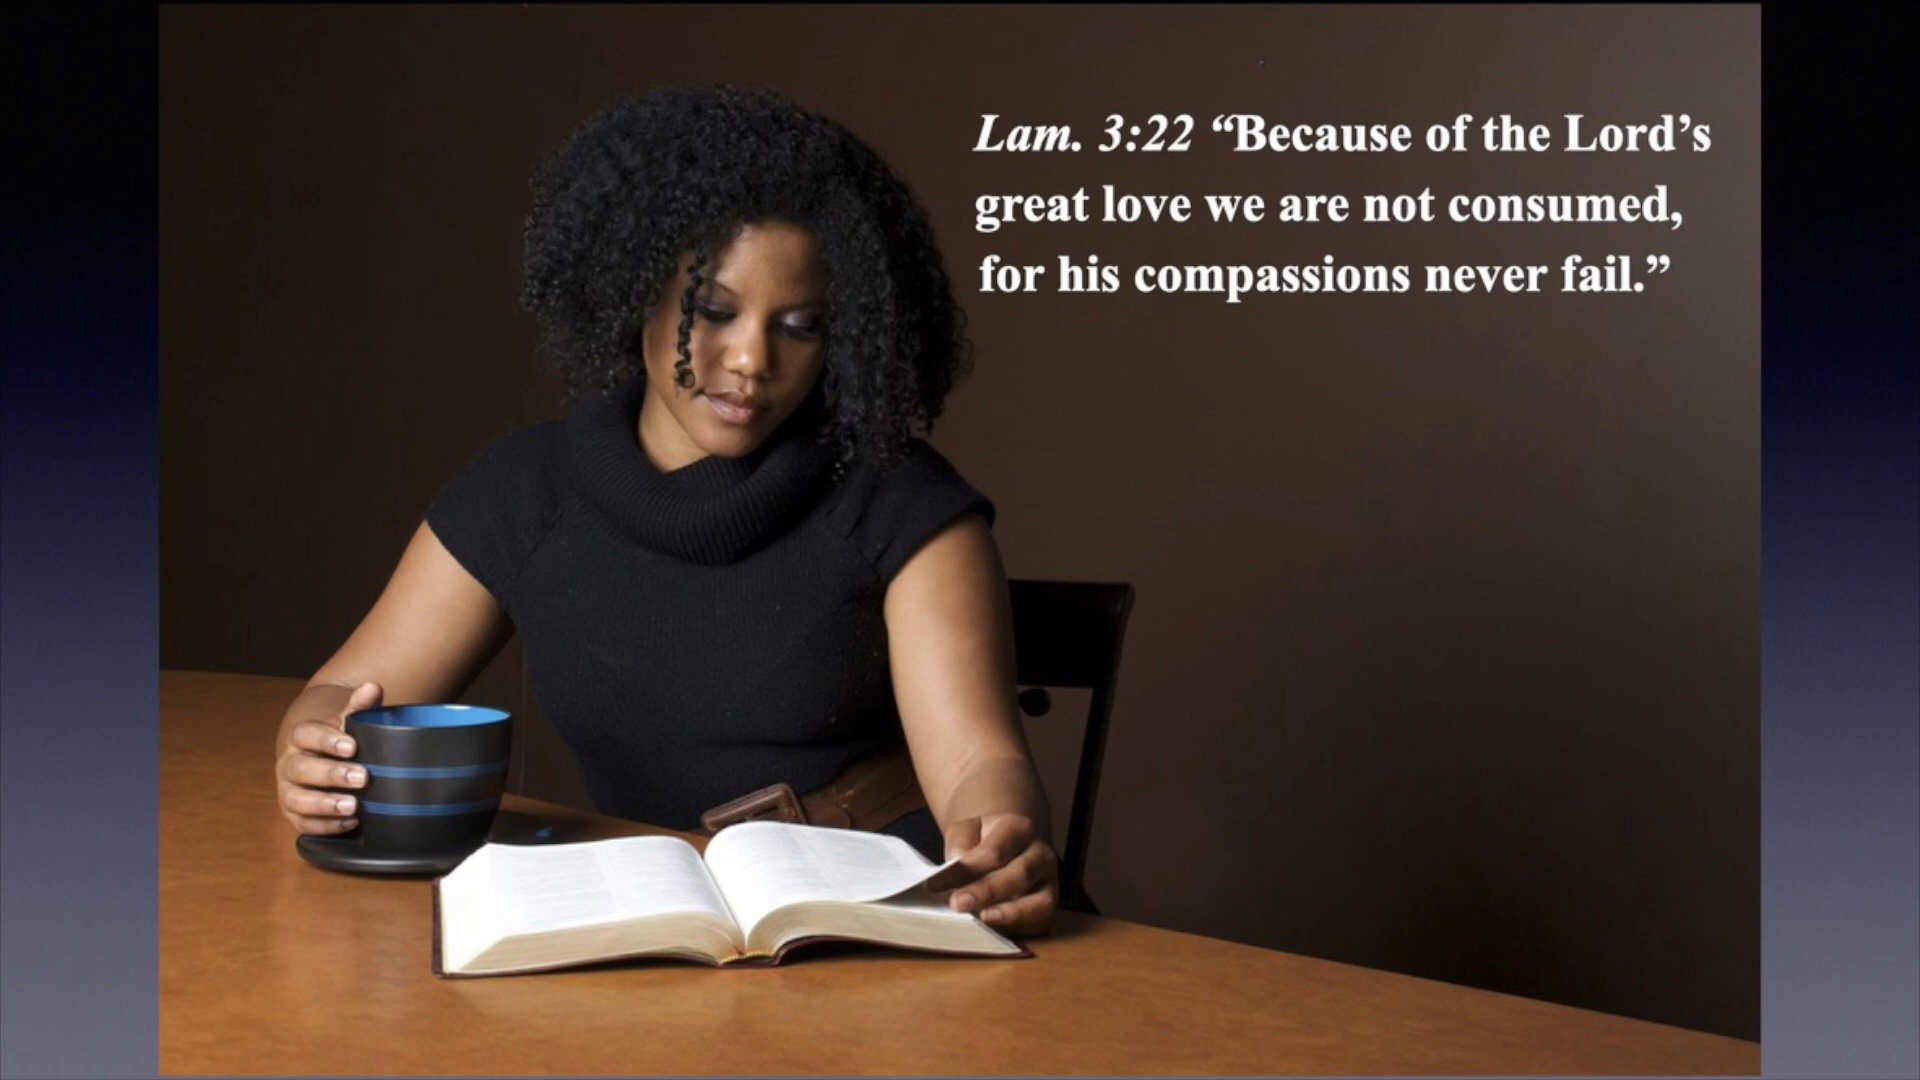 Lam. 3:22 “Because of the Lord’s
great love we are not consumed,
for his compassions never fail.”